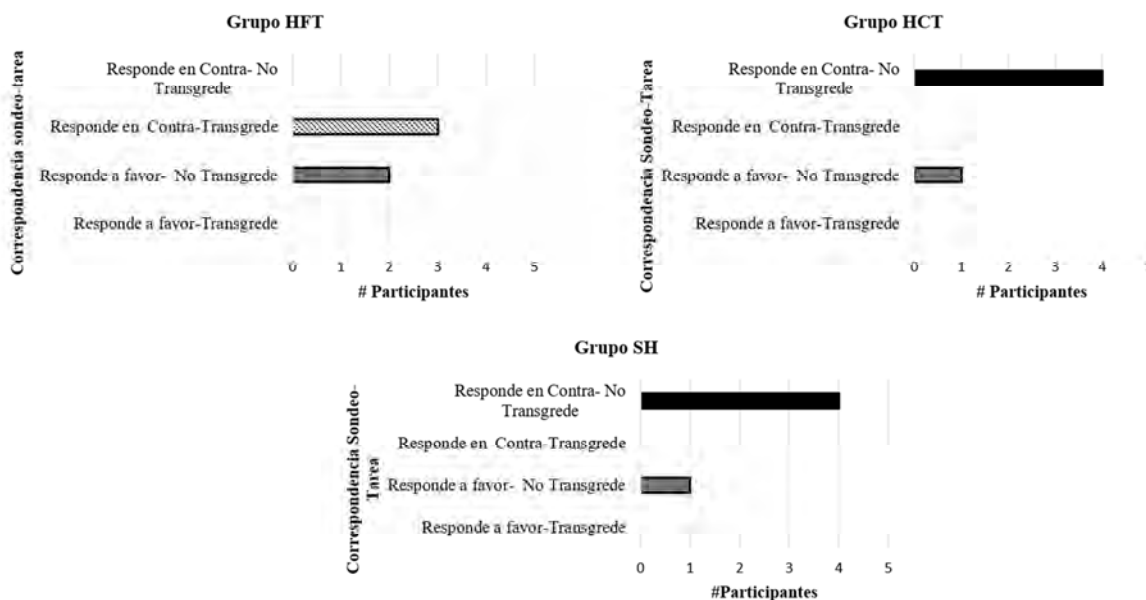 Grupo HFT
Correspondencia sondeo-tarea
Responde en Contra- No
Transgrede
Responde en Contra-Transgrede
Responde a favor- No Transgrede
Responde a favor-Transgrede
0 1 2 3 4 5
# Participantes
Grupo HCT
Correspondencia Sondeo-Tarea
Responde en Contra- No
Transgrede
Responde en Contra-Transgrede
Responde a favor- No Transgrede
Responde a favor-Transgrede
0 1 2 3 4
# Participantes
Grupo SH
Correspondencia Sondeo-
Tarea
Responde en Contra- No
Transgrede
Responde en Contra-Transgrede
Responde a favor- No Transgrede
Responde a favor-Transgrede
0 1 2 3 4 5
#Participantes